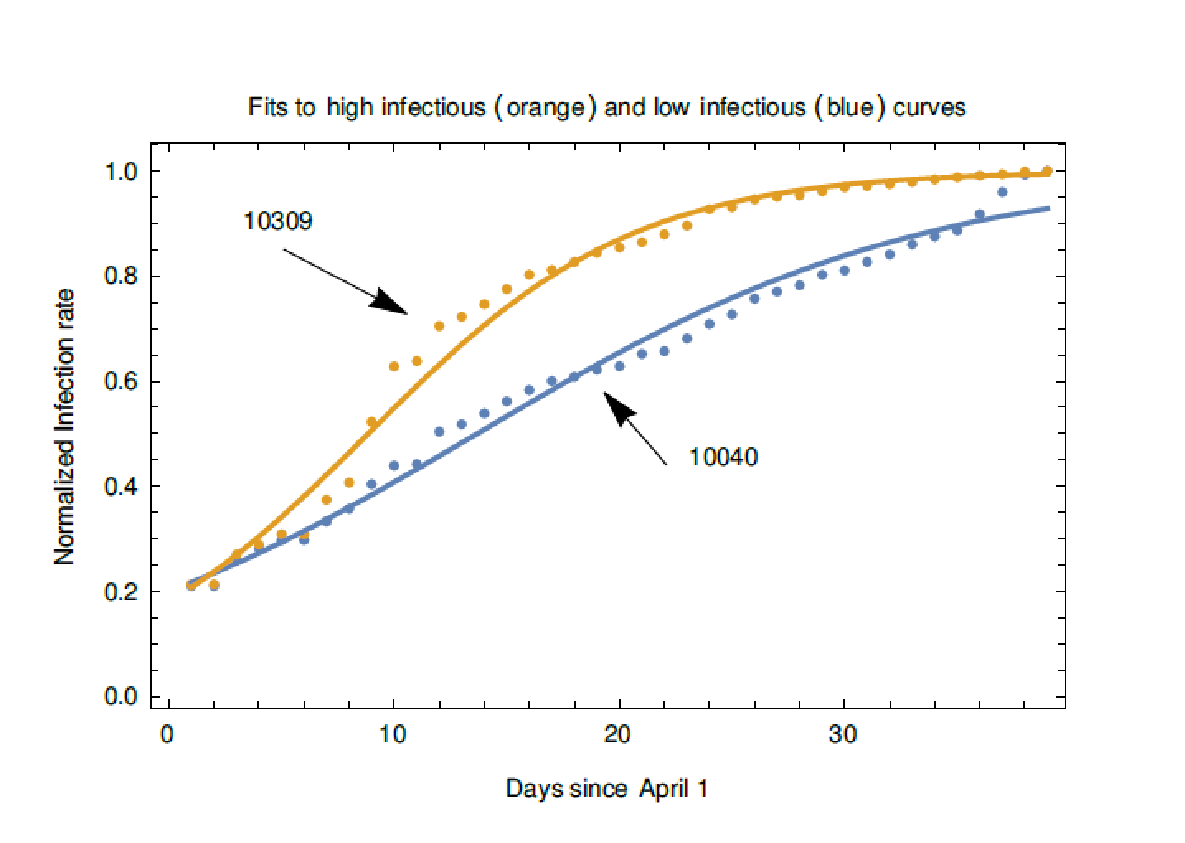 Fits to high infectious (orange) and low infectious (blue) curves
1.0
10309
0.8
Normalized Infection rate
0.6
10040
0.4
0.2
0.0
0 10 20 30
Days since April 1